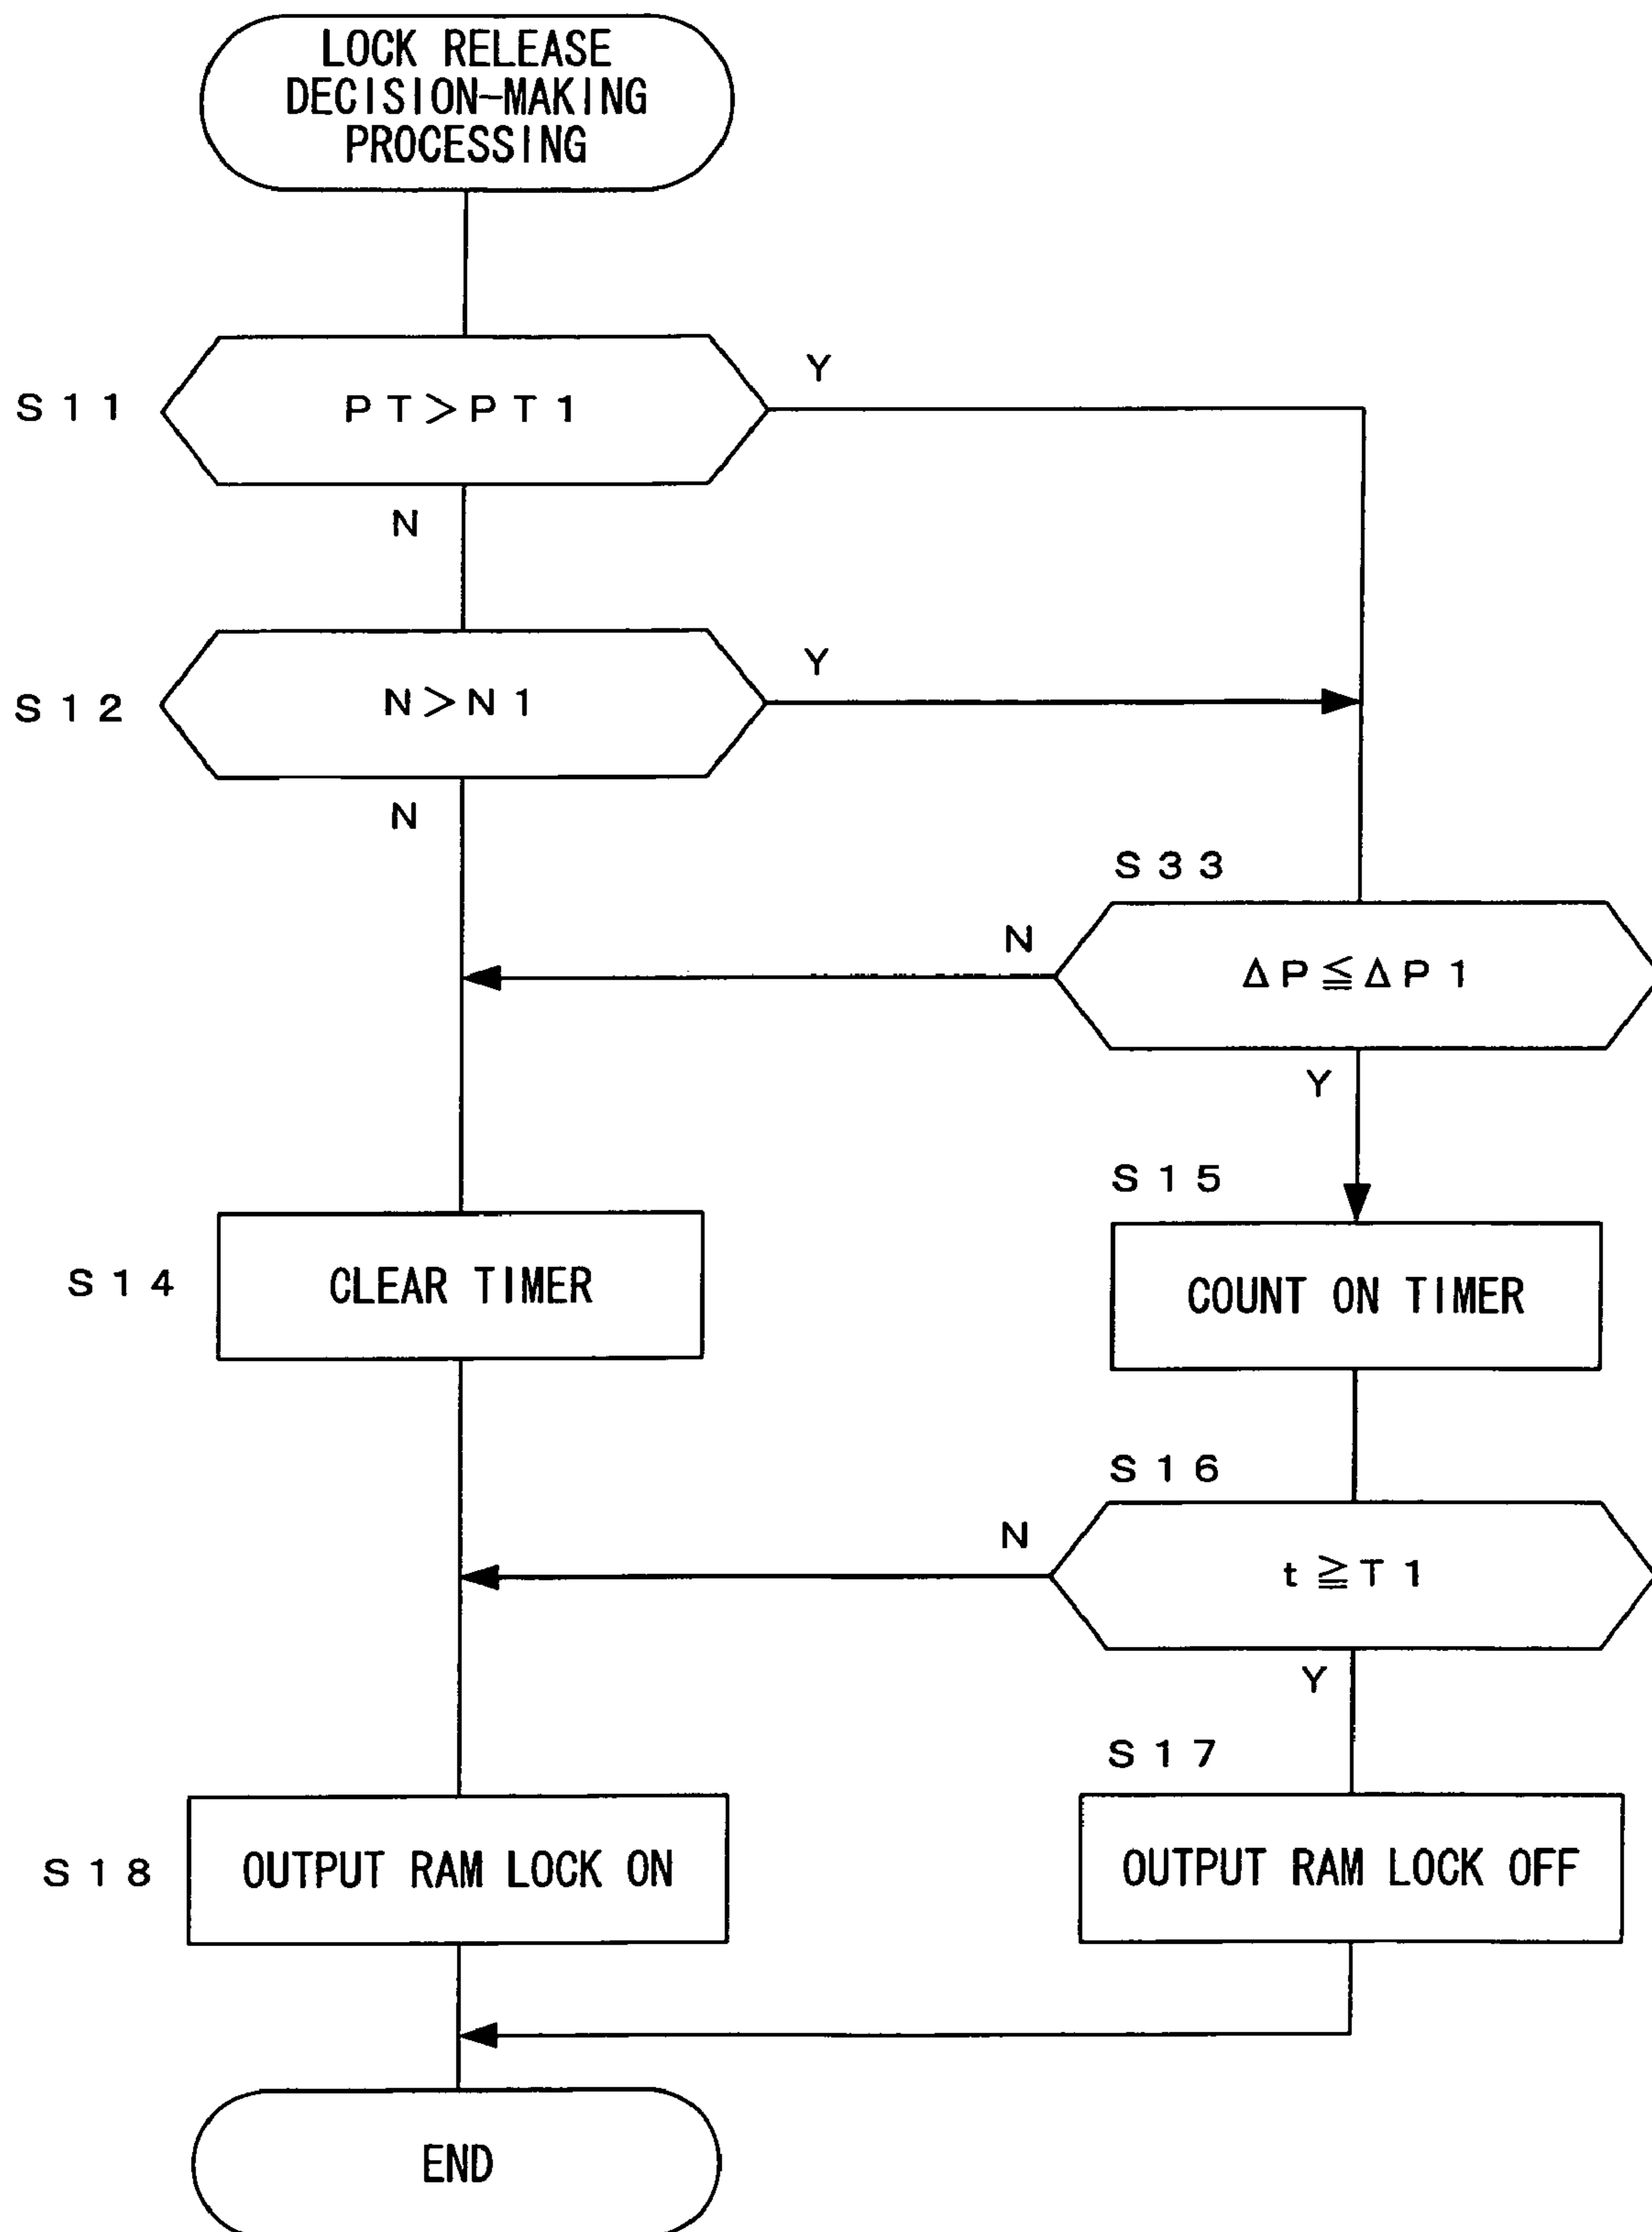 LOCK RELEASE
DECISION-MAKING
PROCESSING
S11
PT>PT1
Y
N
S12
N>N1
Y
N
S33
ΔP≦ΔP1
N
Y
S14
CLEAR TIMER
S15
COUNT ON TIMER
S16
t≧T1
N
Y
S17
OUTPUT RAM LOCK OFF
S18
OUTPUT RAM LOCK ON
END